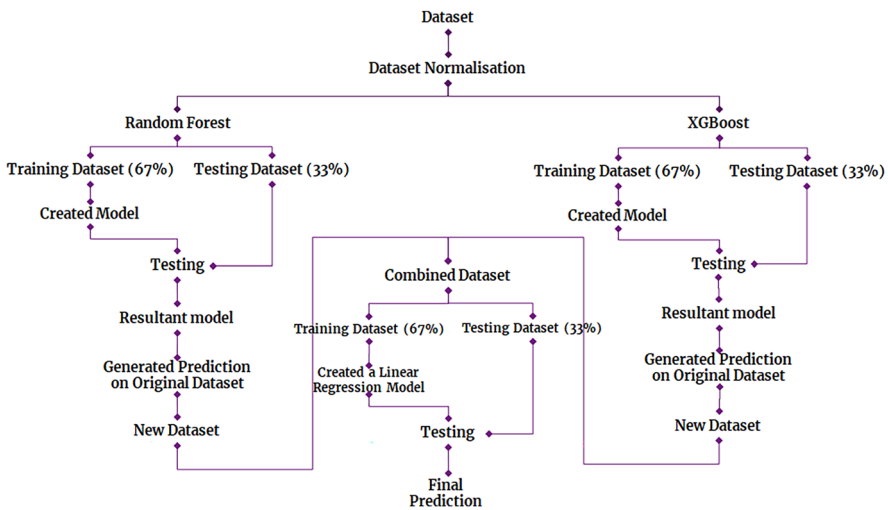 Dataset
Dataset Normalisation
Random Forest
XGBoost
Training Dataset (67%)
Testing Dataset (33%)
Training Dataset (67%)
Testing Dataset (33%)
Created Model
Created Model
Testing
Testing
Combined Dataset
Resultant model
Resultant model
Training Dataset (67%)
Testing Dataset (33%)
Generated Prediction
on Original Dataset
Generated Prediction
on Original Dataset
Created a Linear
Regression Model
New Dataset
New Dataset
Testing
Final
Prediction